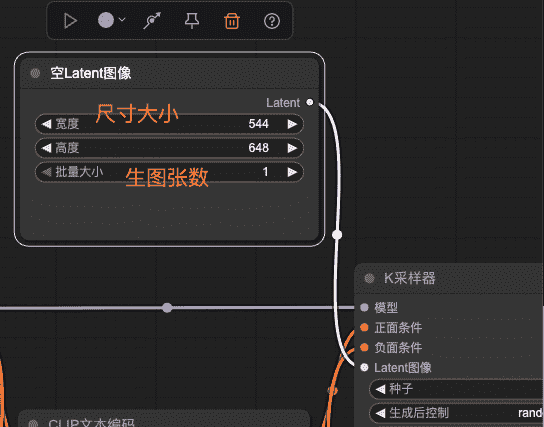 空Latent图像
Latent
尺寸大小
宽度 544
高度 648
批量大小 1
生图张数
K采样器
模型
正面条件
负面条件
Latent图像
种子
生成后控制 rand
CLIP文本编码